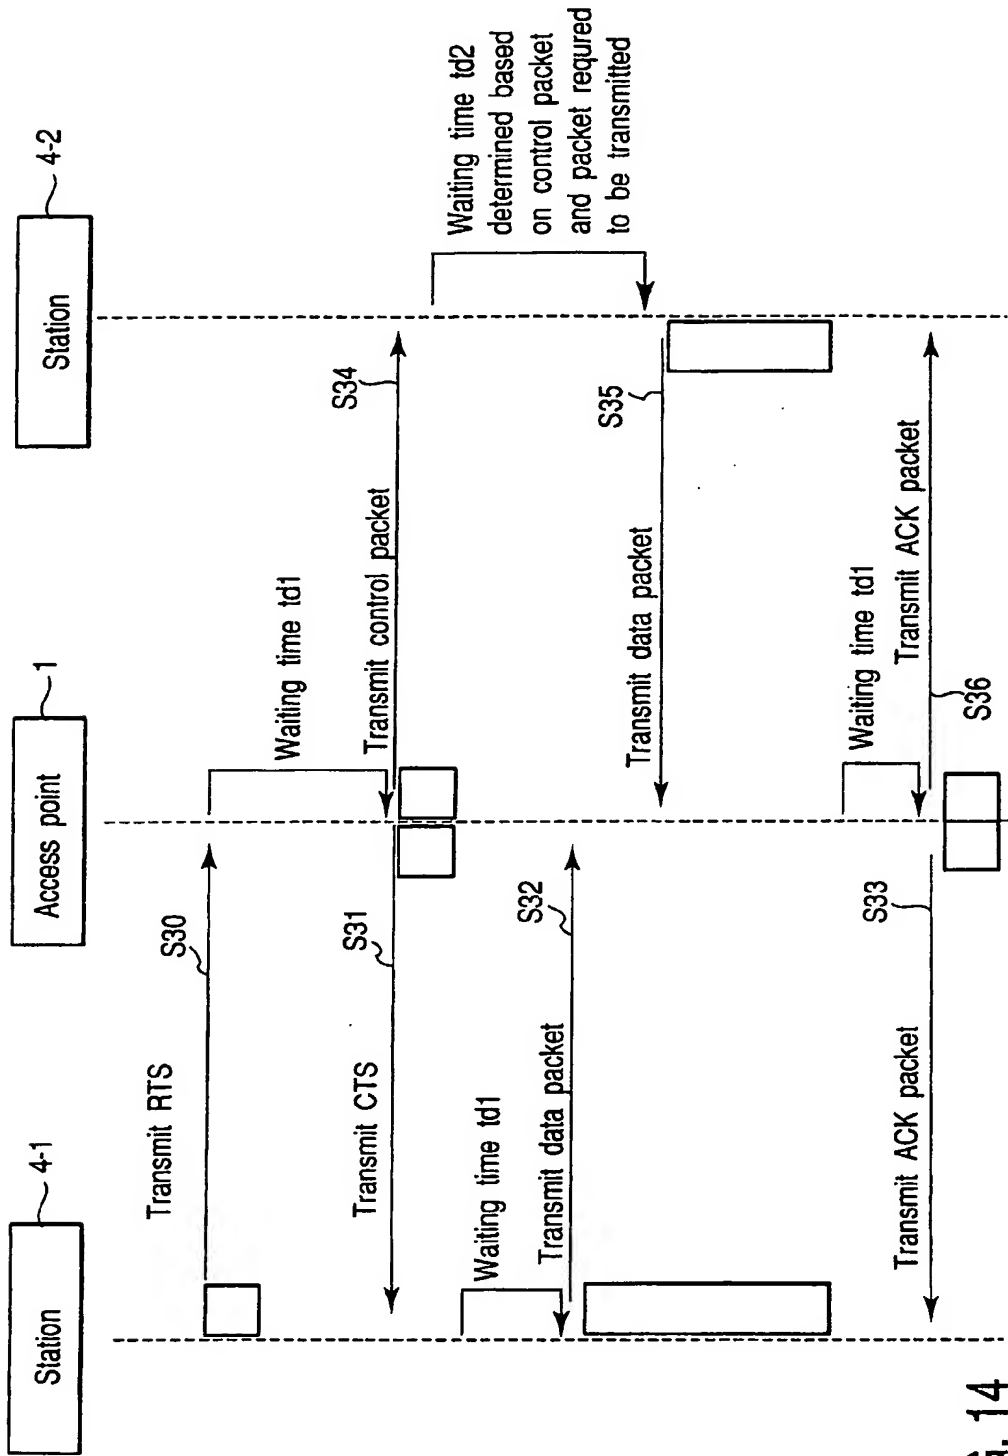 Station
4-1
Access point
1
Station
4-2
Transmit RTS
S30
Waiting time td1
Transmit CTS
S31
Transmit control packet
S34
Waiting time td2
determined based
on control packet
and packet requred
to be transmitted
Waiting time td1
Transmit data packet
S32
Transmit data packet
S35
Waiting time td1
Transmit ACK packet
S33
Transmit ACK packet
S36
14